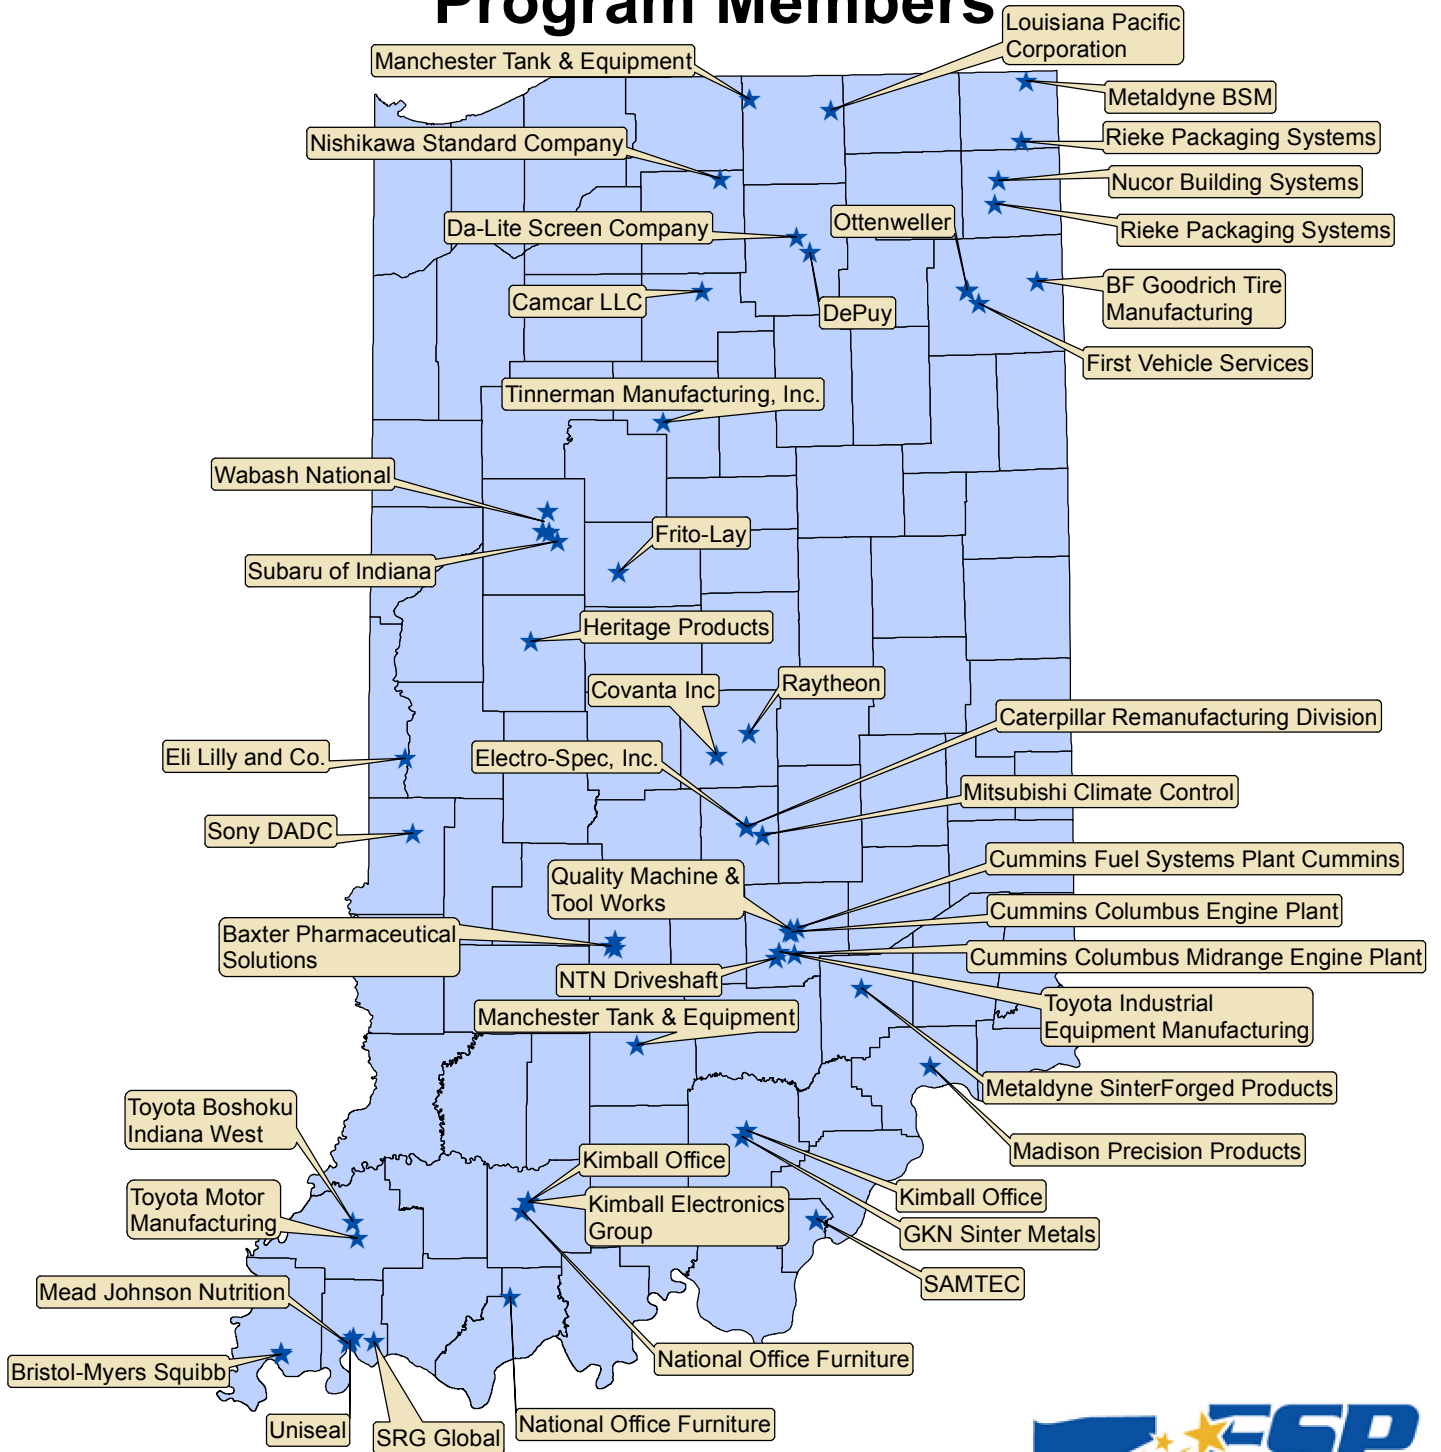 Program Members
Louisiana Pacific
Corporation
Manchester Tank & Equipment
Metaldyne BSM
Rieke Packaging Systems
Nishikawa Standard Company
Nucor Building Systems
Da-Lite Screen Company
Ottenweller
Rieke Packaging Systems
Camcar LLC
DePuy
BF Goodrich Tire
Manufacturing
First Vehicle Services
Tinnerman Manufacturing, Inc.
Wabash National
Frito-Lay
Subaru of Indiana
Heritage Products
Covanta Inc
Raytheon
Caterpillar Remanufacturing Division
Eli Lilly and Co.
Electro-Spec, Inc.
Mitsubishi Climate Control
Sony DADC
Cummins Fuel Systems Plant Cummins
Quality Machine &
Tool Works
Cummins Columbus Engine Plant
Baxter Pharmaceutical
Solutions
Cummins Columbus Midrange Engine Plant
NTN Driveshaft
Toyota Industrial
Equipment Manufacturing
Manchester Tank & Equipment
Metaldyne SinterForged Products
Toyota Boshoku
Indiana West
Madison Precision Products
Kimball Office
Toyota Motor
Manufacturing
Kimball Electronics
Group
Kimball Office
GKN Sinter Metals
SAMTEC
Mead Johnson Nutrition
National Office Furniture
Bristol-Myers Squibb
Uniseal
SRG Global
National Office Furniture
ESP